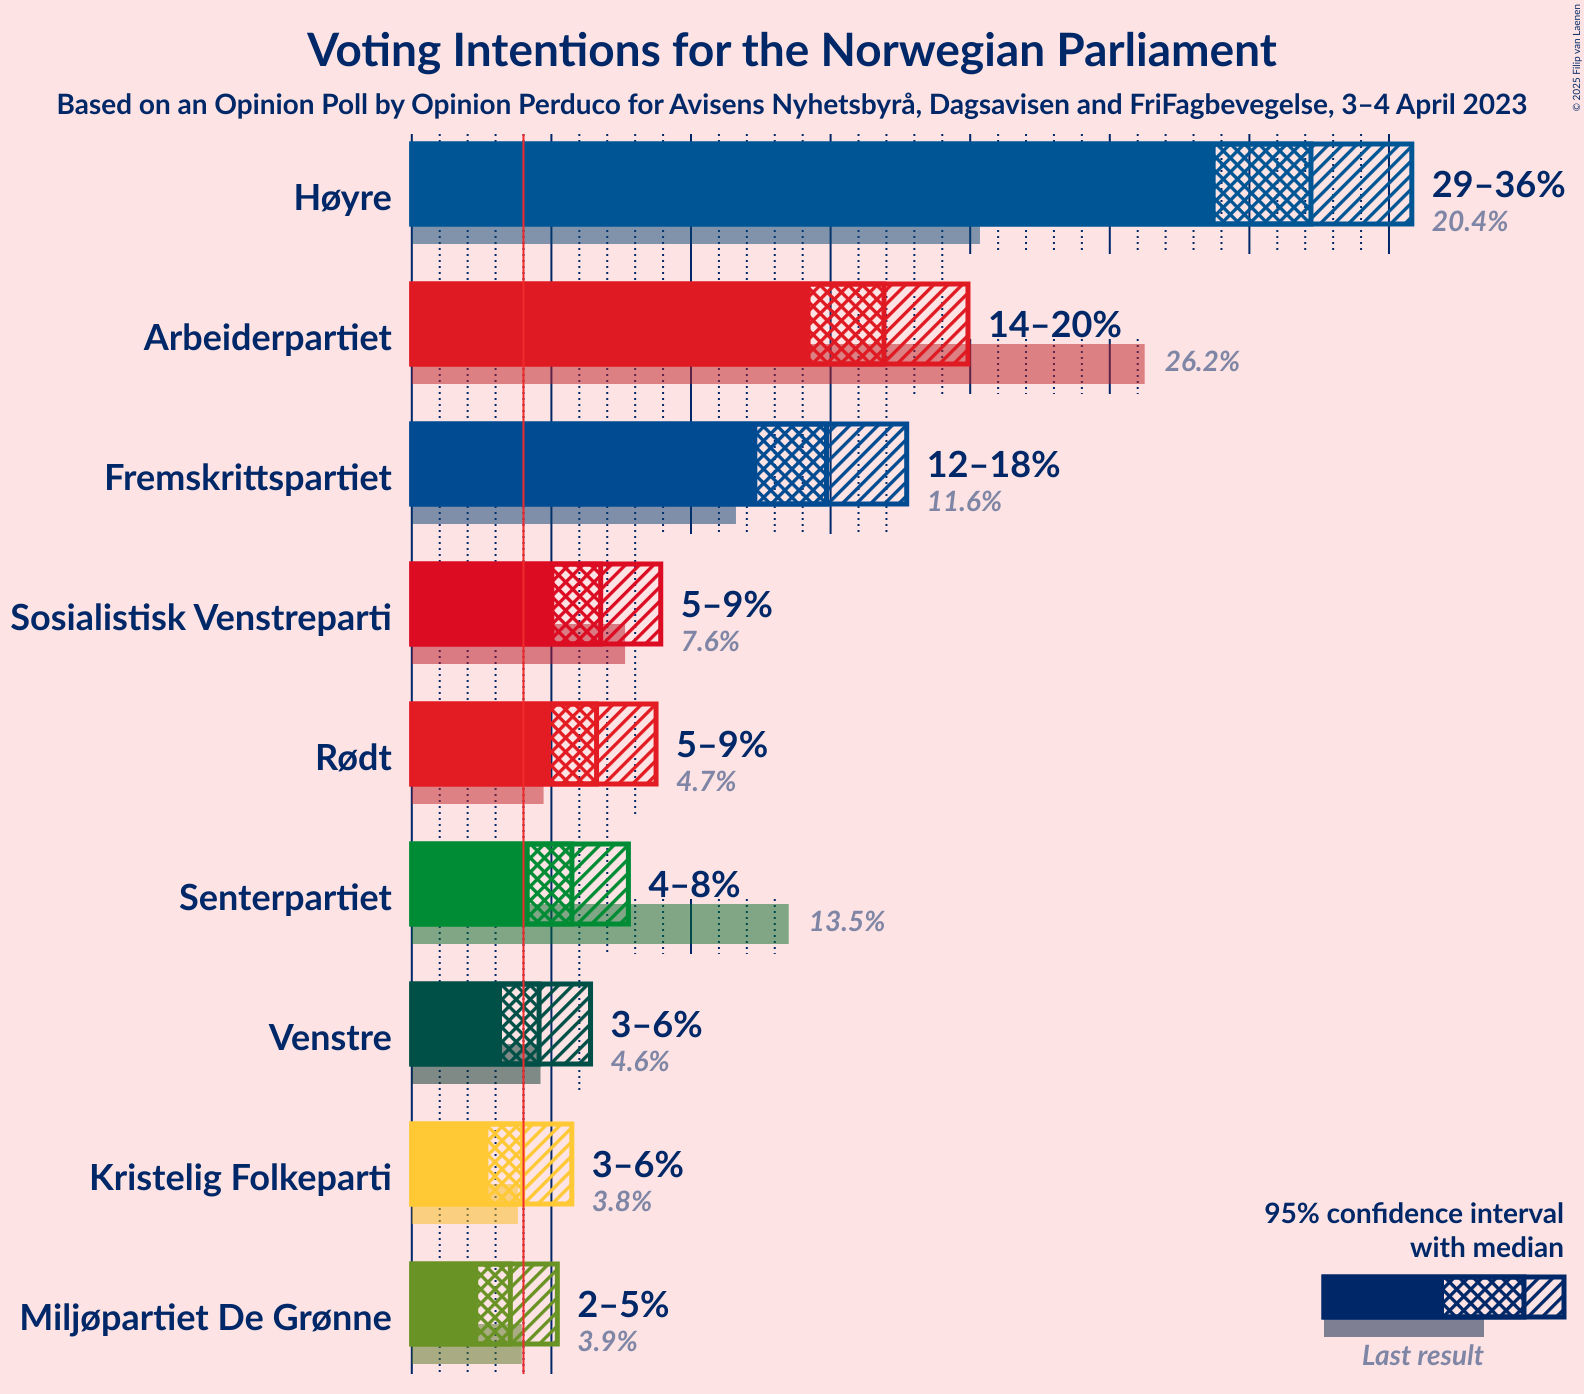 Voting Intentions for the Norwegian Parliament
Based on an Opinion Poll by Opinion Perduco for Avisens Nyhetsbyrå, Dagsavisen and FriFagbevegelse, 3–4 April 2023
© 2025 Filip van Laenen
Høyre
29–36%
20.4%
Arbeiderpartiet
14–20%
26.2%
Fremskrittspartiet
12–18%
11.6%
Sosialistisk Venstreparti
5–9%
7.6%
Rødt
5–9%
4.7%
Senterpartiet
4–8%
13.5%
Venstre
3–6%
4.6%
Kristelig Folkeparti
3–6%
3.8%
Miljøpartiet De Grønne
2–5%
3.9%
95% confidence interval
with median
Last result